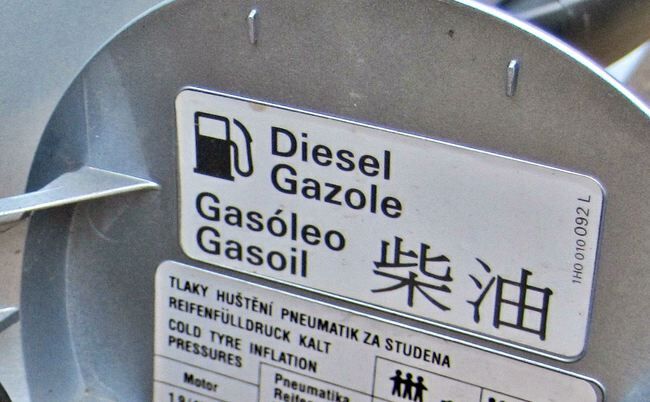 Diesel
Gazole
Gasóleo
Gasoil 柴油
1H0 010 092 L
TLAKY HUŠTĚNÍ PNEUMATIK ZA STUDENA
REIFENFÜLLDRUCK KALT
COLD TYRE INFLATION
PRESSURES
Motor Pneumatika